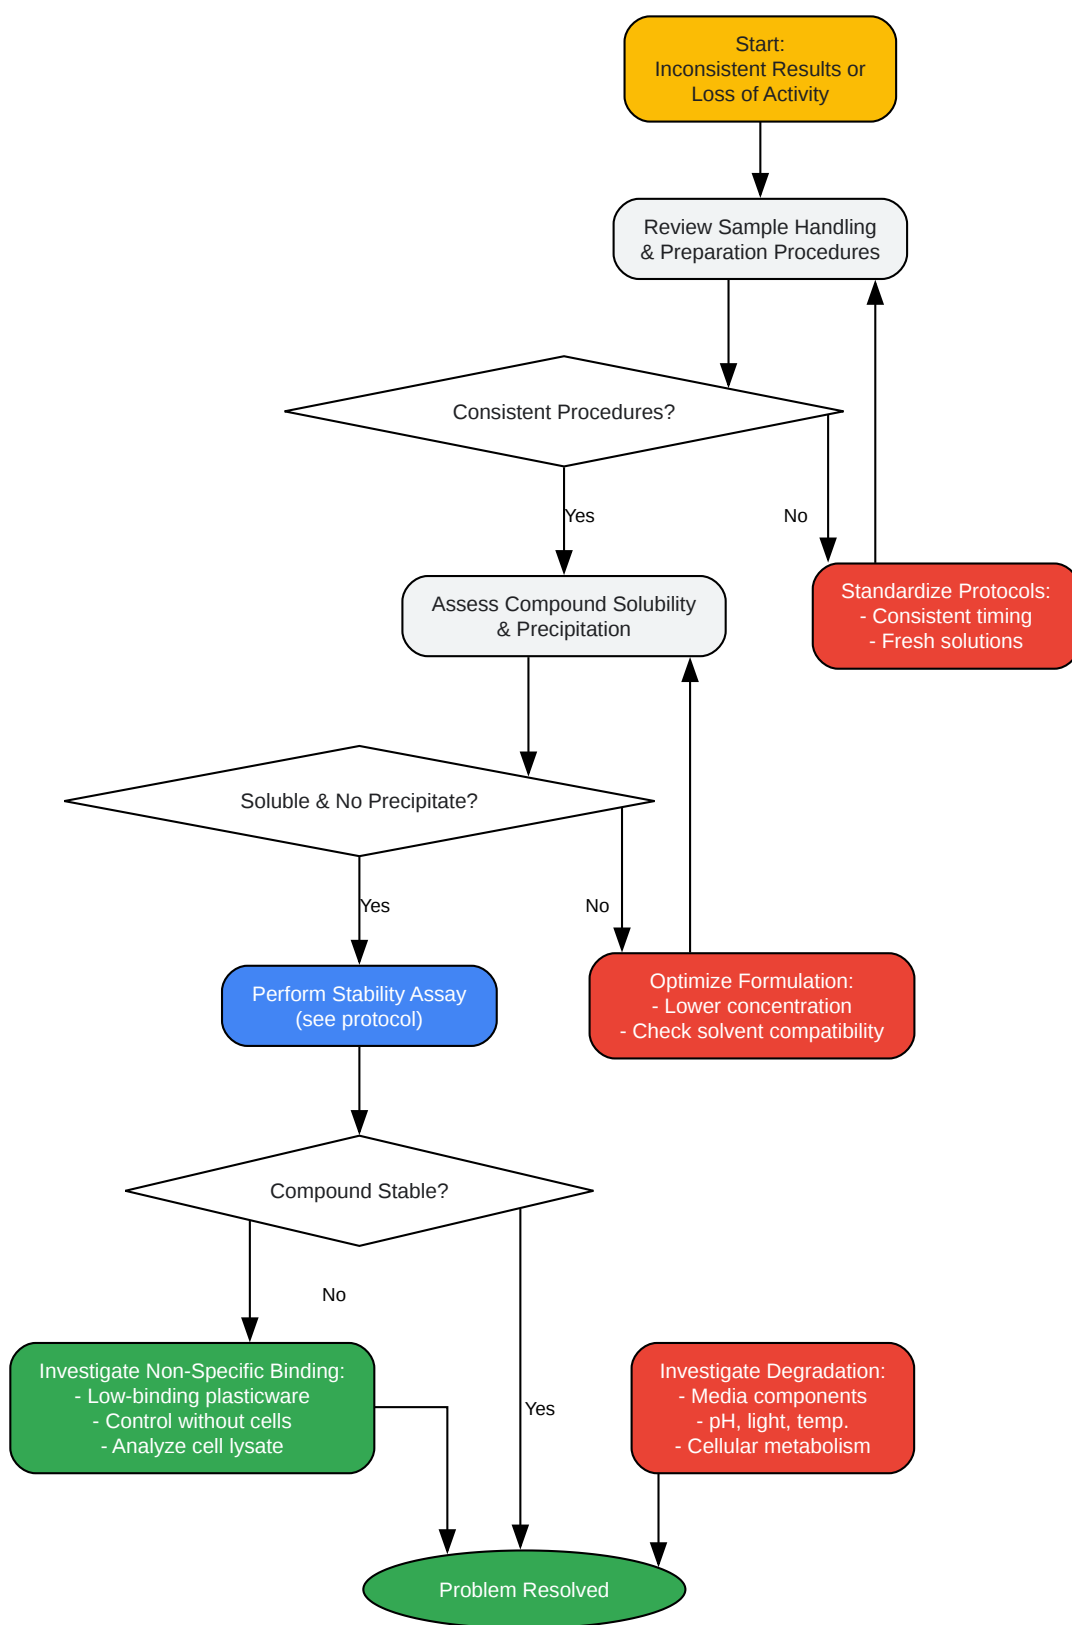 Start:
Inconsistent Results or
Loss of Activity
Review Sample Handling
& Preparation Procedures
Consistent Procedures?
Yes
No
Assess Compound Solubility
& Precipitation
Standardize Protocols:
- Consistent timing
- Fresh solutions
Soluble & No Precipitate?
Yes
No
Perform Stability Assay
(see protocol)
Optimize Formulation:
- Lower concentration
- Check solvent compatibility
Compound Stable?
No
Yes
Investigate Non-Specific Binding:
- Low-binding plasticware
- Control without cells
- Analyze cell lysate
Investigate Degradation:
- Media components
- pH, light, temp.
- Cellular metabolism
Problem Resolved